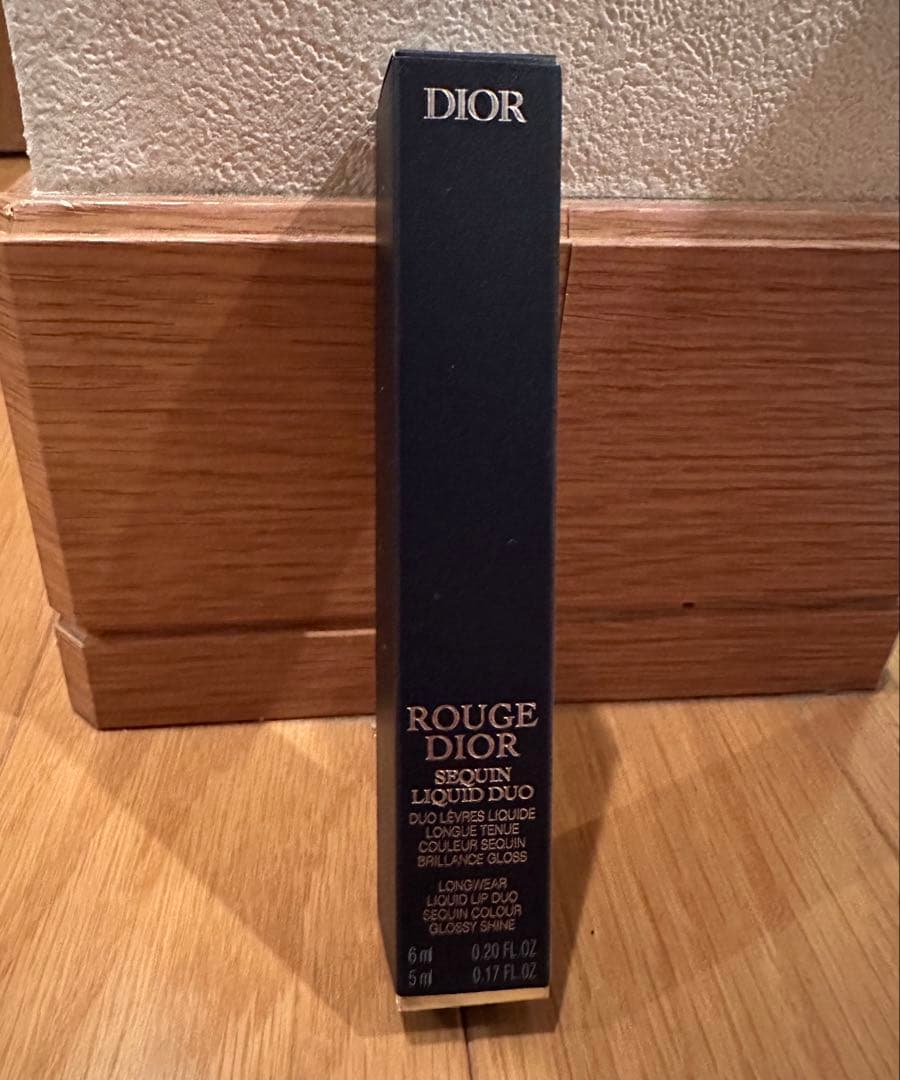 DIOR
ROUGE
DIOR
SEQUIN
LIQUID DUO
DUO LÈVRES LIQUIDE
LONGUE TENUE
COULEUR SEQUIN
BRILLANCE GLOSS
LONGWEAR
LIQUID LIP DUO
SEQUIN COLOUR
GLOSSY SHINE
6 ml 0.20 FL.OZ
5 ml 0.17 FL.OZ